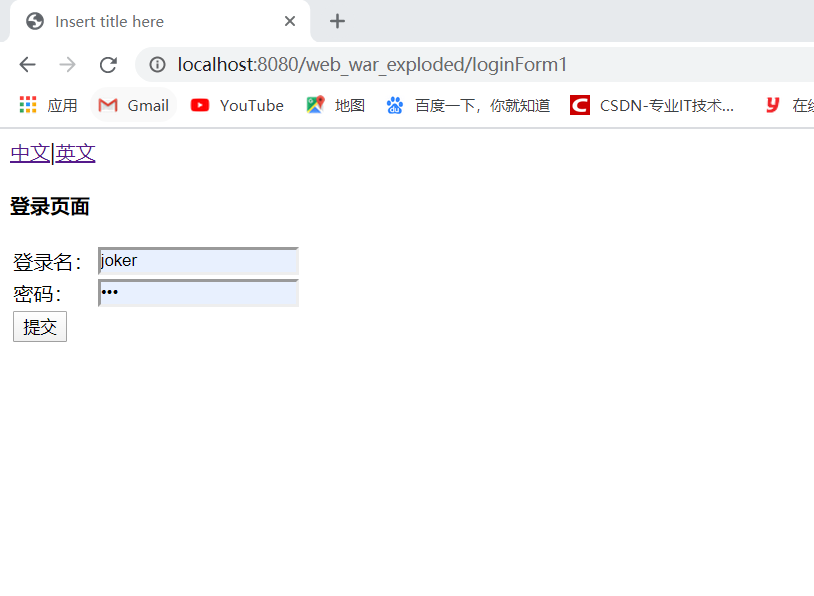 Insert title here
localhost:8080/web_war_exploded/loginForm1
应用 Gmail YouTube 地图 百度一下，你就知道 CSDN-专业IT技术... 在线
中文|英文
登录页面
登录名： joker
密码： •••
提交